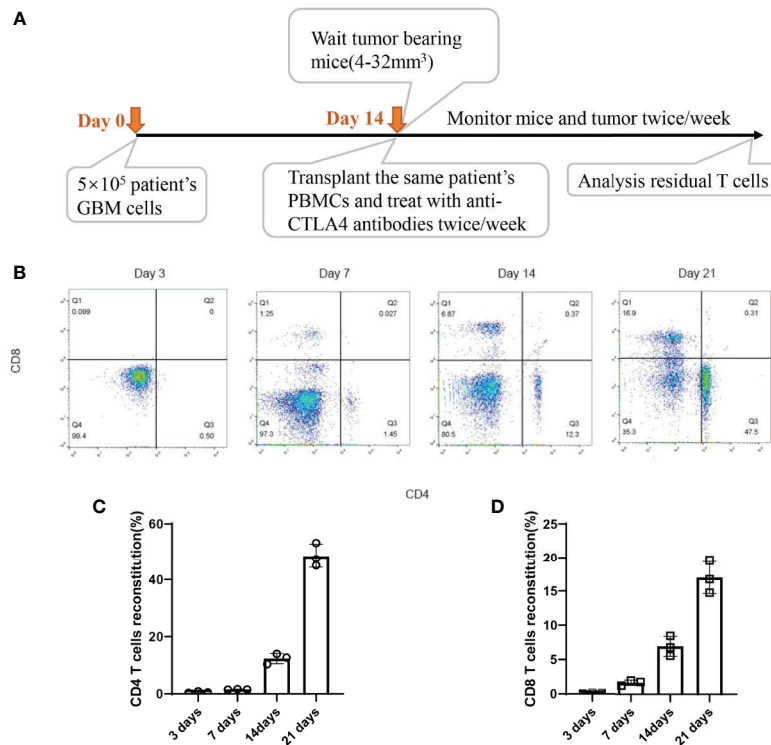 A
Wait tumor bearing
mice(4-32mm³)
Day 0
Day 14
Monitor mice and tumor twice/week
5×10⁵ patient's
GBM cells
Transplant the same patient's
PBMCs and treat with anti-
CTLA4 antibodies twice/week
Analysis residual T cells
B
Day 3
Day 7
Day 14
Day 21
CD8
Q1
0.099
Q2
0
Q4
99.4
Q3
0.50
Q1
1.25
Q2
0.027
Q4
97.3
Q3
1.45
Q1
6.87
Q2
0.37
Q4
80.5
Q3
12.3
Q1
16.9
Q2
0.31
Q4
35.3
Q3
47.5
CD4
C
CD4 T cells reconstitution(%)
60
40
20
0
3 days
7 days
14days
21 days
D
CD8 T cells reconstitution(%)
25
20
15
10
5
0
3 days
7 days
14days
21 days